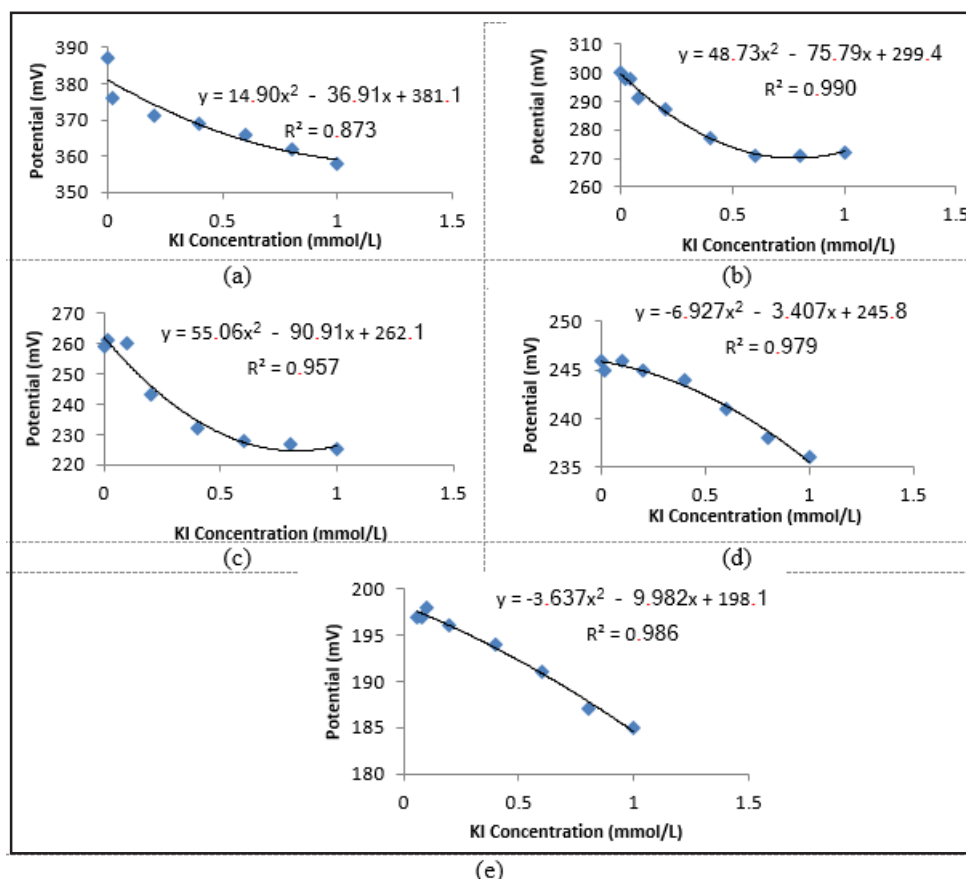 Potential (mV)
390
380
370
360
350
y = 14.90x² - 36.91x + 381.1
R² = 0.873
0
0.5
1
1.5
KI Concentration (mmol/L)
(a)
Potential (mV)
310
300
290
280
270
260
y = 48.73x² - 75.79x + 299.4
R² = 0.990
0
0.5
1
1.5
KI Concentration (mmol/L)
(b)
Potential (mV)
270
260
250
240
230
220
y = 55.06x² - 90.91x + 262.1
R² = 0.957
0
0.5
1
1.5
KI Concentration (mmol/L)
(c)
Potential (mV)
250
245
240
235
y = -6.927x² - 3.407x + 245.8
R² = 0.979
0
0.5
1
1.5
KI Concentration (mmol/L)
(d)
Potential (mV)
200
195
190
185
180
y = -3.637x² - 9.982x + 198.1
R² = 0.986
0
0.5
1
1.5
KI Concentration (mmol/L)
(e)